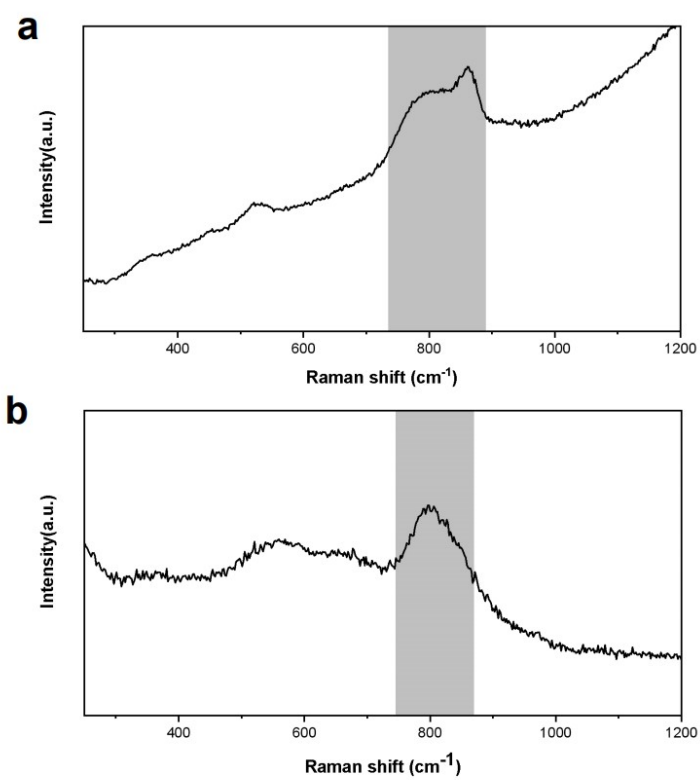 a
Intensity(a.u.)
400 600 800 1000 1200
Raman shift (cm-1)
b
Intensity(a.u.)
400 600 800 1000 1200
Raman shift (cm-1)